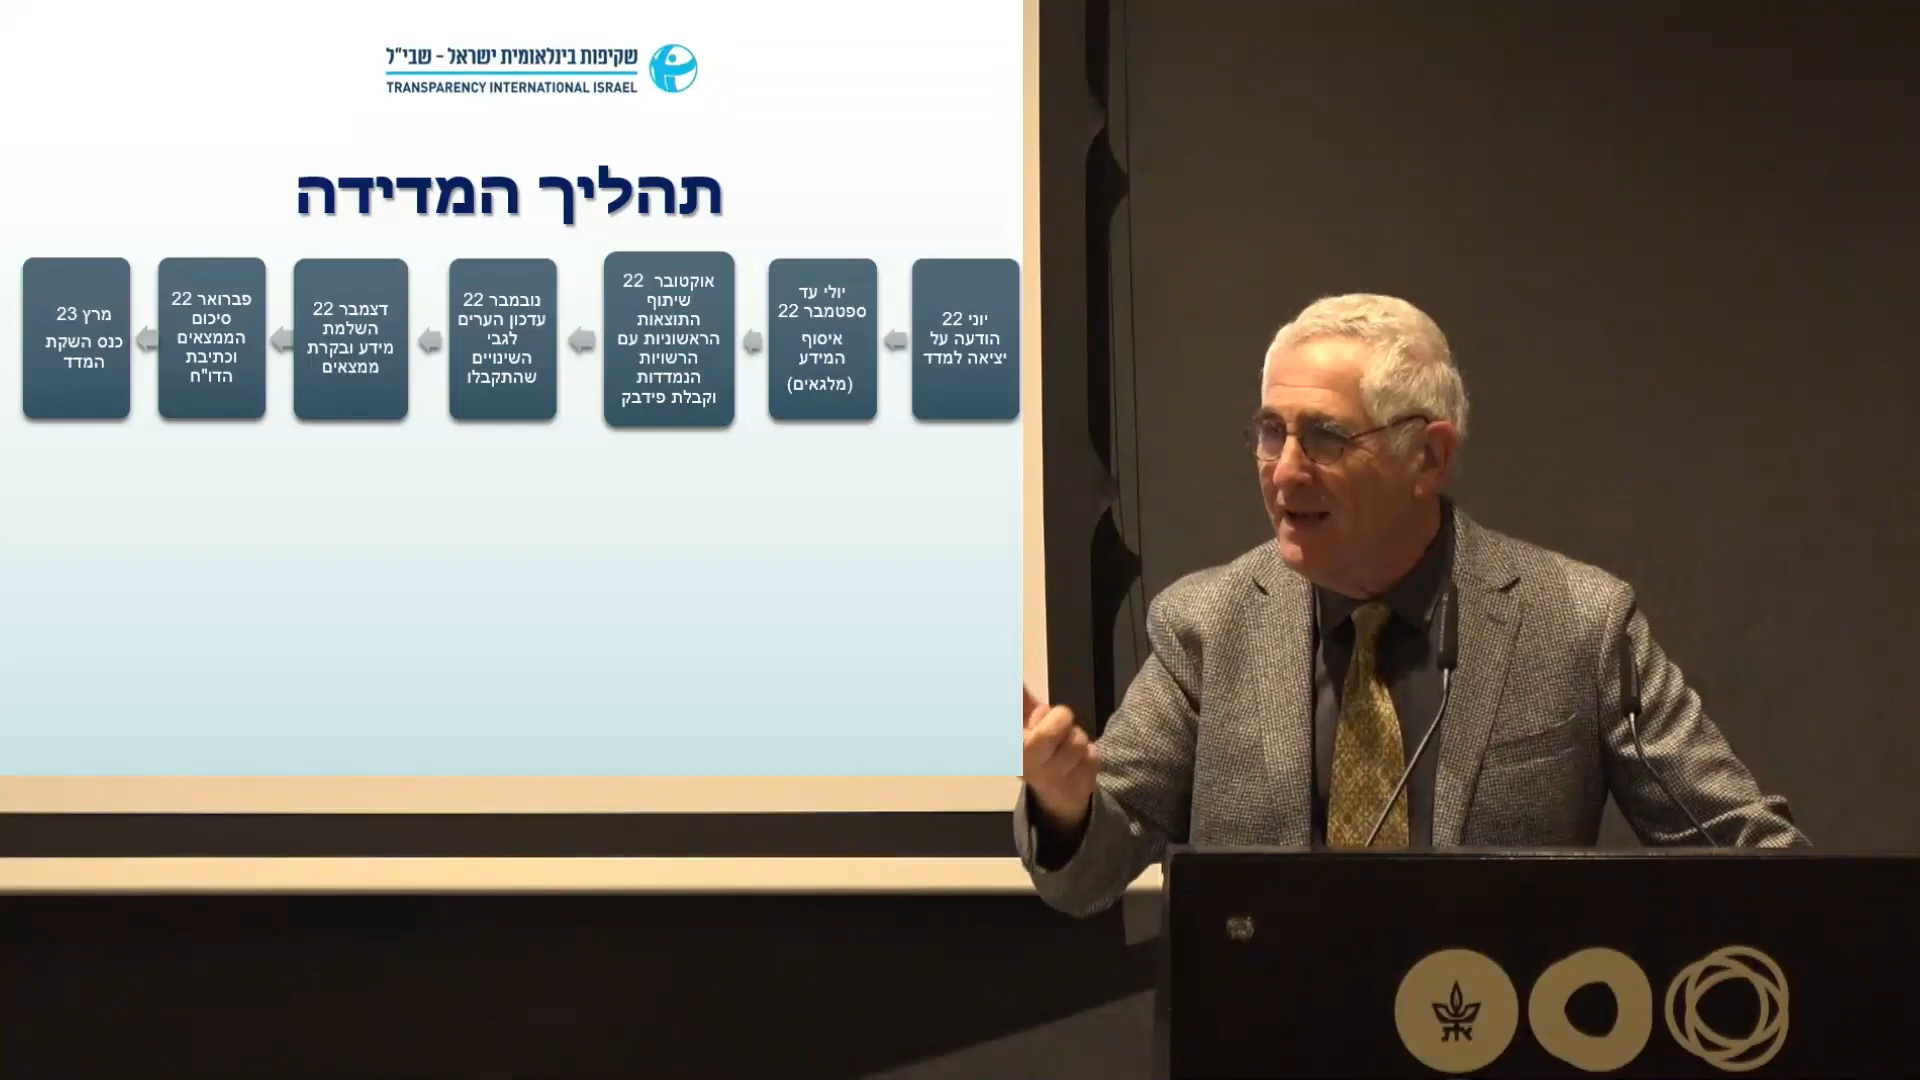 שקיפות בינלאומית ישראל - שבי"ל
TRANSPARENCY INTERNATIONAL ISRAEL
תהליך המדידה
יוני 22
הודעה על
יציאה למדד
יולי עד
ספטמבר 22
איסוף
המידע
(מלגאים)
אוקטובר 22
שיתוף
התוצאות
הראשוניות עם
הרשויות
הנמדדות
וקבלת פידבק
נובמבר 22
עדכון הערים
לגבי
השינויים
שהתקבלו
דצמבר 22
השלמת
מידע ובקרת
ממצאים
פברואר 22
סיכום
הממצאים
וכתיבת
הדו"ח
מרץ 23
כנס השקת
המדד